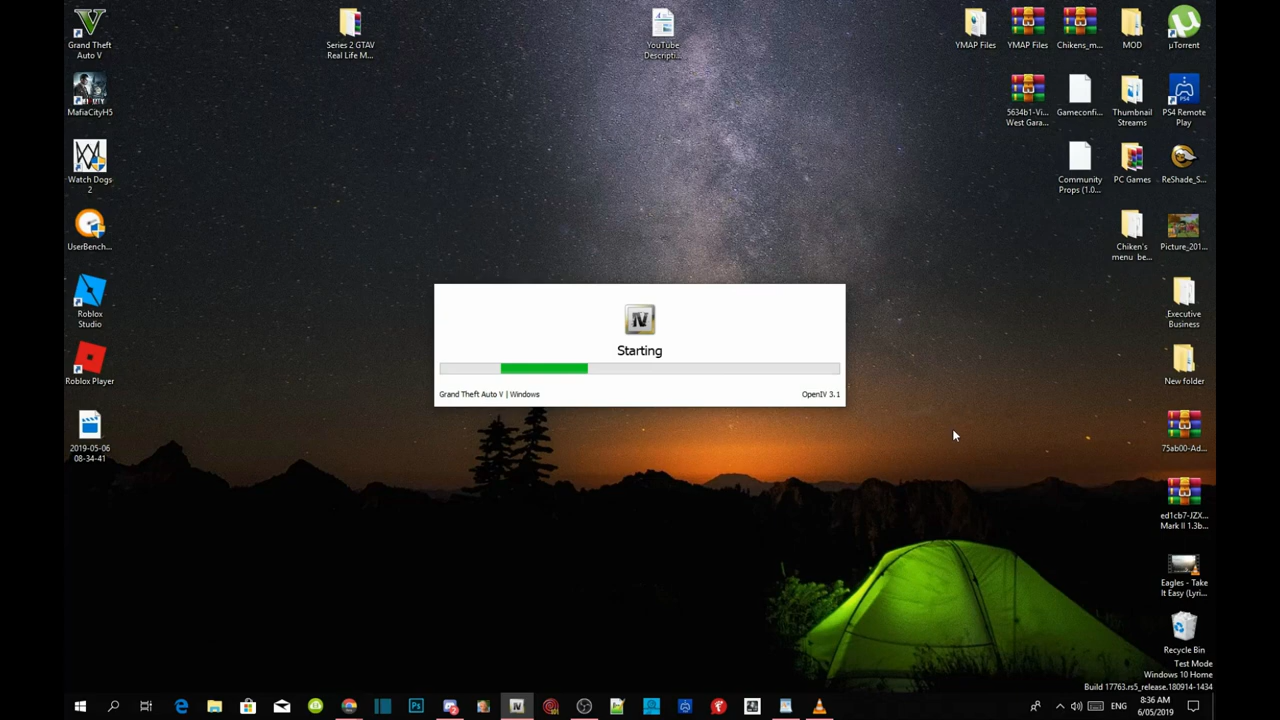 Grand Theft
Auto V
Series 2 GTAV
Real Life M...
YouTube
Descripti...
YMAP Files
YMAP Files
Chikens_m...
MOD
µTorrent
MafiaCityH5
5634b1-Vi...
West Gara...
Gameconfi...
Thumbnail
Streams
PS4 Remote
Play
Watch Dogs
2
Community
Props (1.0...
PC Games
ReShade_S...
UserBench...
Chiken's
menu be...
Picture_201...
Roblox
Studio
Executive
Business
IV
Starting
Grand Theft Auto V | Windows
OpenIV 3.1
Roblox Player
New folder
2019-05-06
08-34-41
75ab00-Ad...
ed1cb7-JZX...
Mark II 1.3b...
Eagles - Take
It Easy (Lyri...
Recycle Bin
Test Mode
Windows 10 Home
Build 17763.rs5_release.180914-1434
Ps
IV
ENG
8:36 AM
6/05/2019